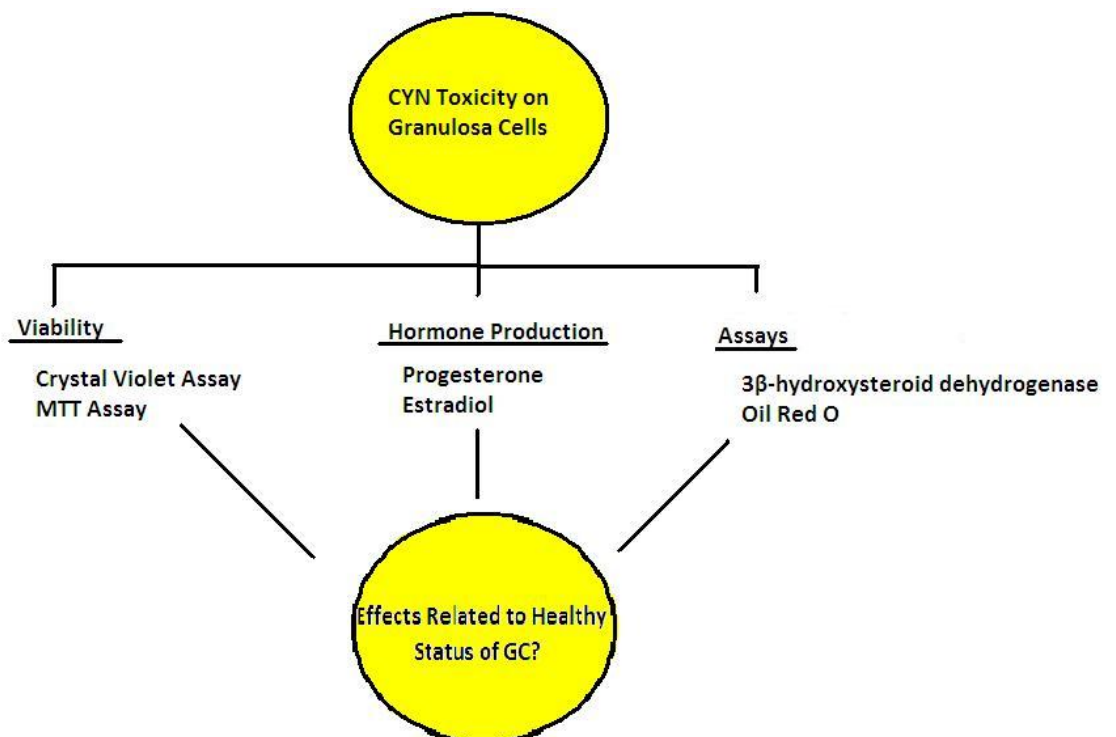 CYN Toxicity on
Granulosa Cells
Viability
Crystal Violet Assay
MTT Assay
Hormone Production
Progesterone
Estradiol
Assays
3β-hydroxysteroid dehydrogenase
Oil Red O
Effects Related to Healthy
Status of GC?